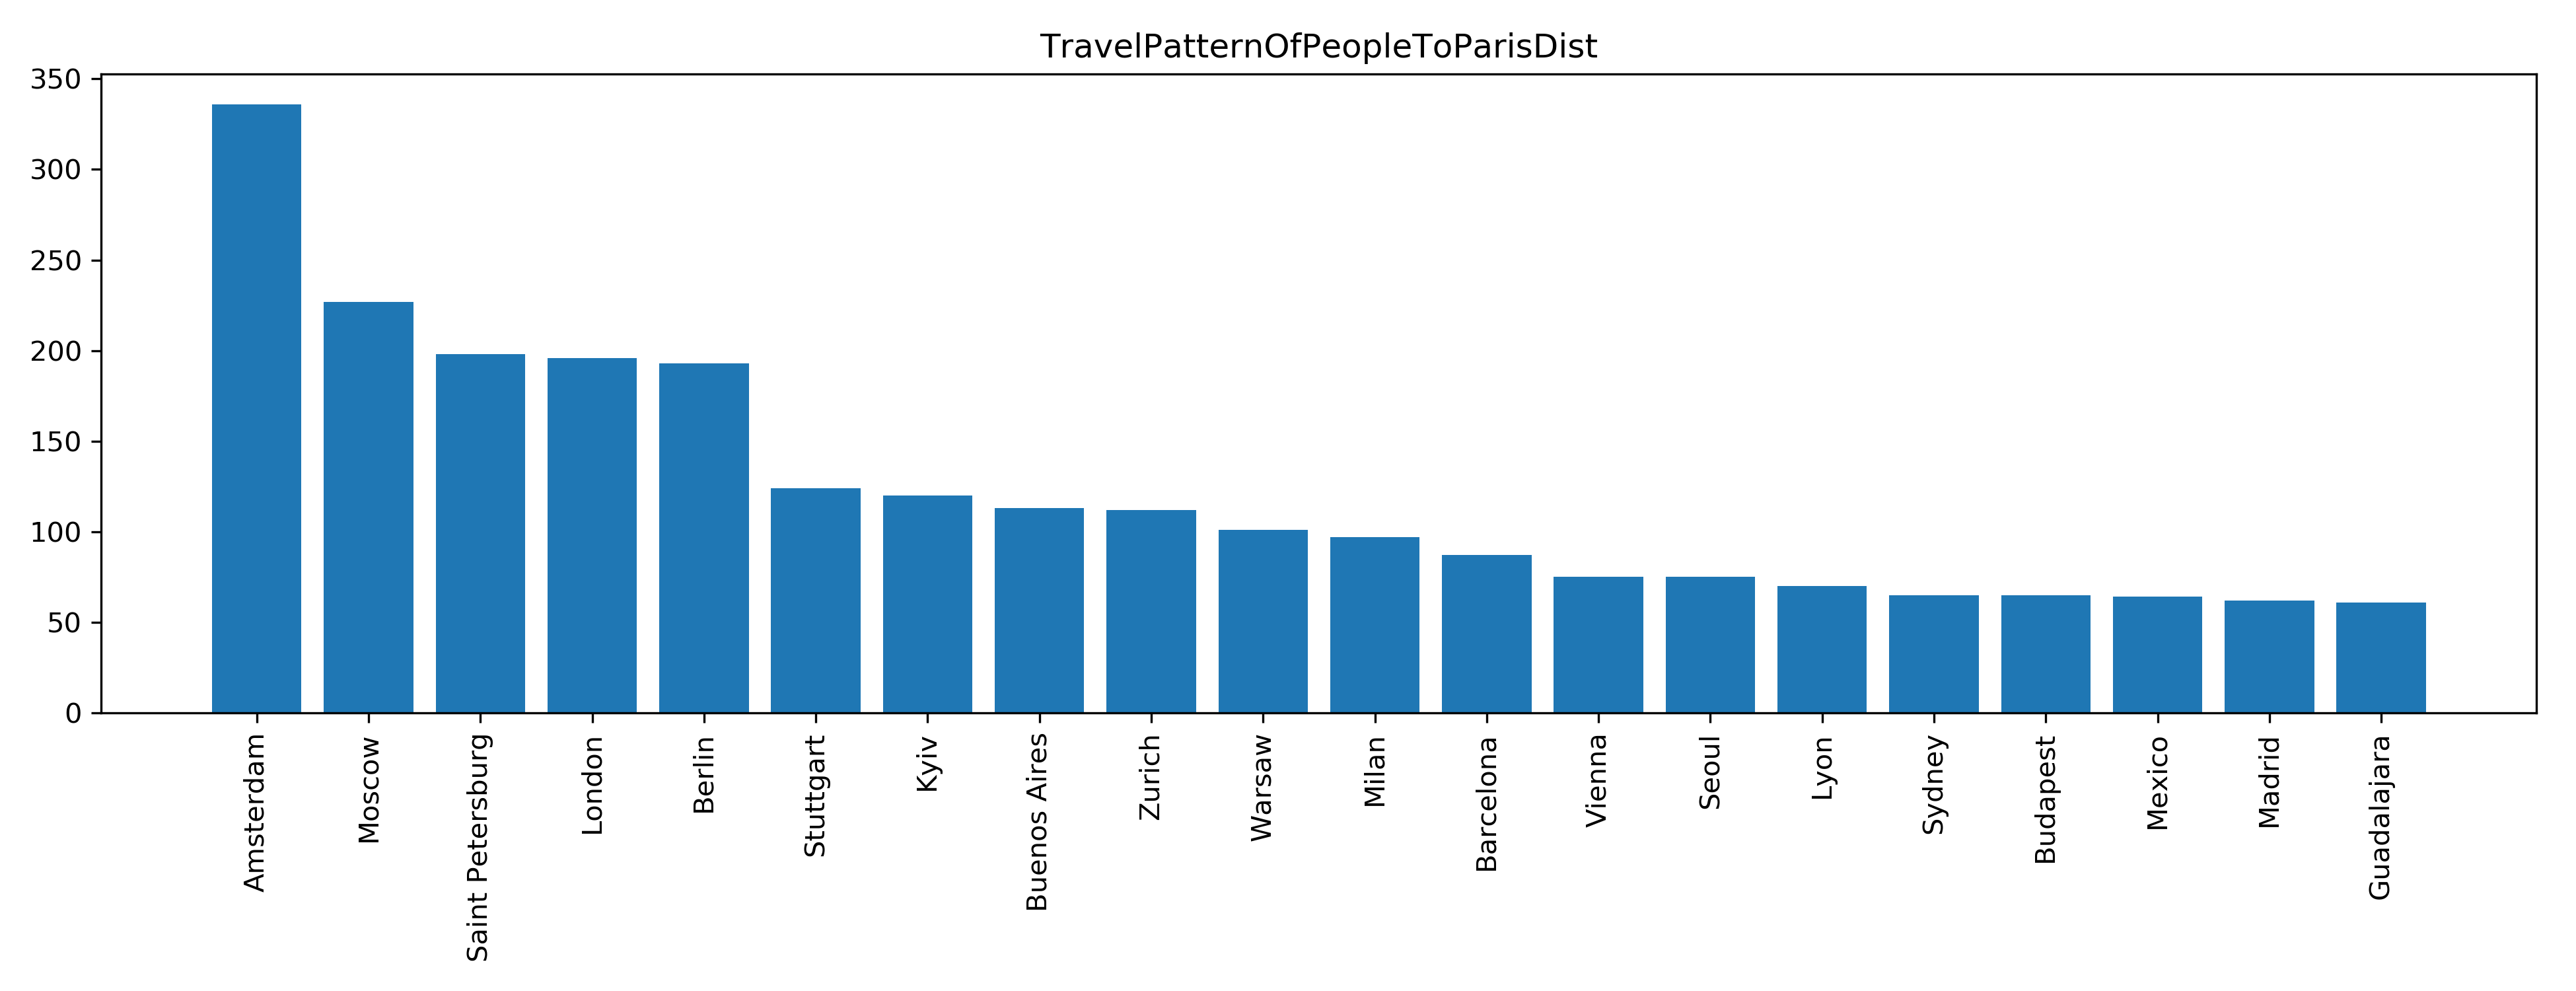 TravelPatternOfPeopleToParisDist
350
300
250
200
150
100
50
0
Amsterdam
Moscow
Saint Petersburg
London
Berlin
Stuttgart
Kyiv
Buenos Aires
Zurich
Warsaw
Milan
Barcelona
Vienna
Seoul
Lyon
Sydney
Budapest
Mexico
Madrid
Guadalajara